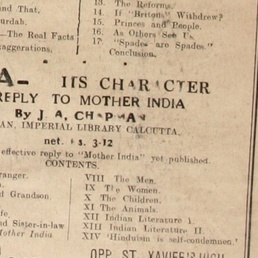 13. The Reforms.
14. If "Britons" Withdrew?
15. Princes and People.
16. As Others See Us.
17. "Spades are Spades."
Conclusion.
urdah.
—The Real Facts
xaggerations,
A— ITS CHARACTER
REPLY TO MOTHER INDIA
By J. A. CHAPMAN
AN, IMPERIAL LIBRARY CALCUTTA.
net. Rs. 3-12
effective reply to "Mother India" yet published.
CONTENTS.
ranger.
d Grandson.
nd Sister-in-law
Mother India
VIII The Men.
IX The Women.
X The Children.
XI The Animals.
XII Indian Literature I.
XIII Indian Literature II
XIV 'Hinduism is self-condemned.'
OPP. ST. XAVIER'S HIGH